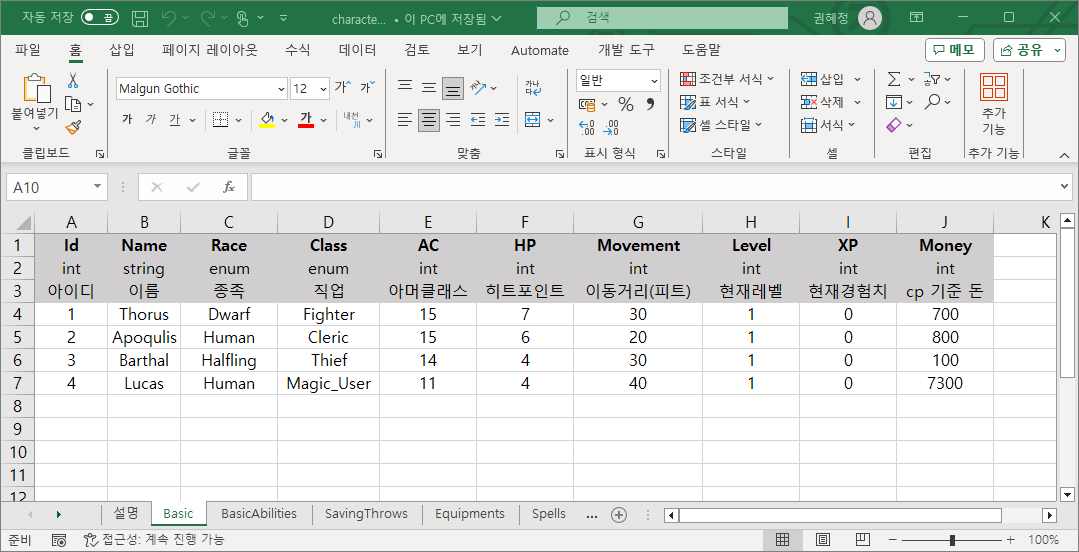 자동 저장 끔 characte... • 이 PC에 저장됨 검색 권혜정
파일 홈 삽입 페이지 레이아웃 수식 데이터 검토 보기 Automate 개발 도구 도움말 메모 공유
붙여넣기 Malgun Gothic 12 가^ 가ˇ 가 가 가 가 내천 가나다 일반 % 조건부 서식 표 서식 셀 스타일 삽입 삭제 서식 추가 기능
클립보드 글꼴 맞춤 표시 형식 스타일 셀 편집 추가 기능
A10 fx
A B C D E F G H I J K
1 Id Name Race Class AC HP Movement Level XP Money
2 int string enum enum int int int int int int
3 아이디 이름 종족 직업 아머클래스 히트포인트 이동거리(피트) 현재레벨 현재경험치 cp 기준 돈
4 1 Thorus Dwarf Fighter 15 7 30 1 0 700
5 2 Apoqulis Human Cleric 15 6 20 1 0 800
6 3 Barthal Halfling Thief 14 4 30 1 0 100
7 4 Lucas Human Magic_User 11 4 40 1 0 7300
8
9
10
11
12
설명 Basic BasicAbilities SavingThrows Equipments Spells ...
준비 접근성: 계속 진행 가능 100%